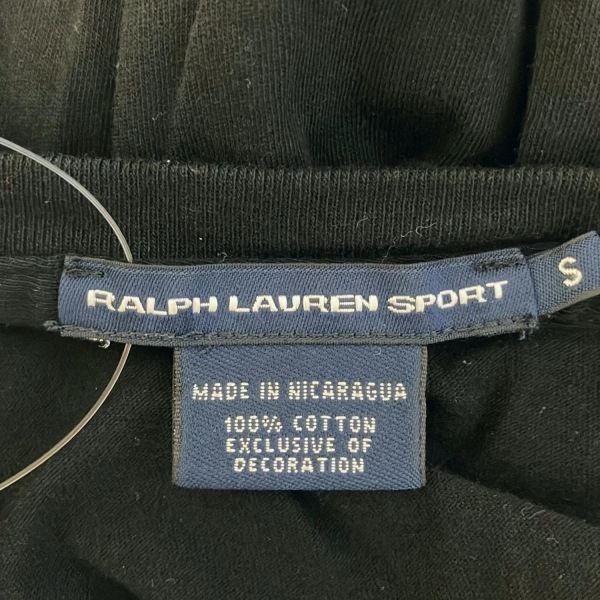 RALPH LAUREN SPORT
S
MADE IN NICARAGUA
100% COTTON
EXCLUSIVE OF
DECORATION